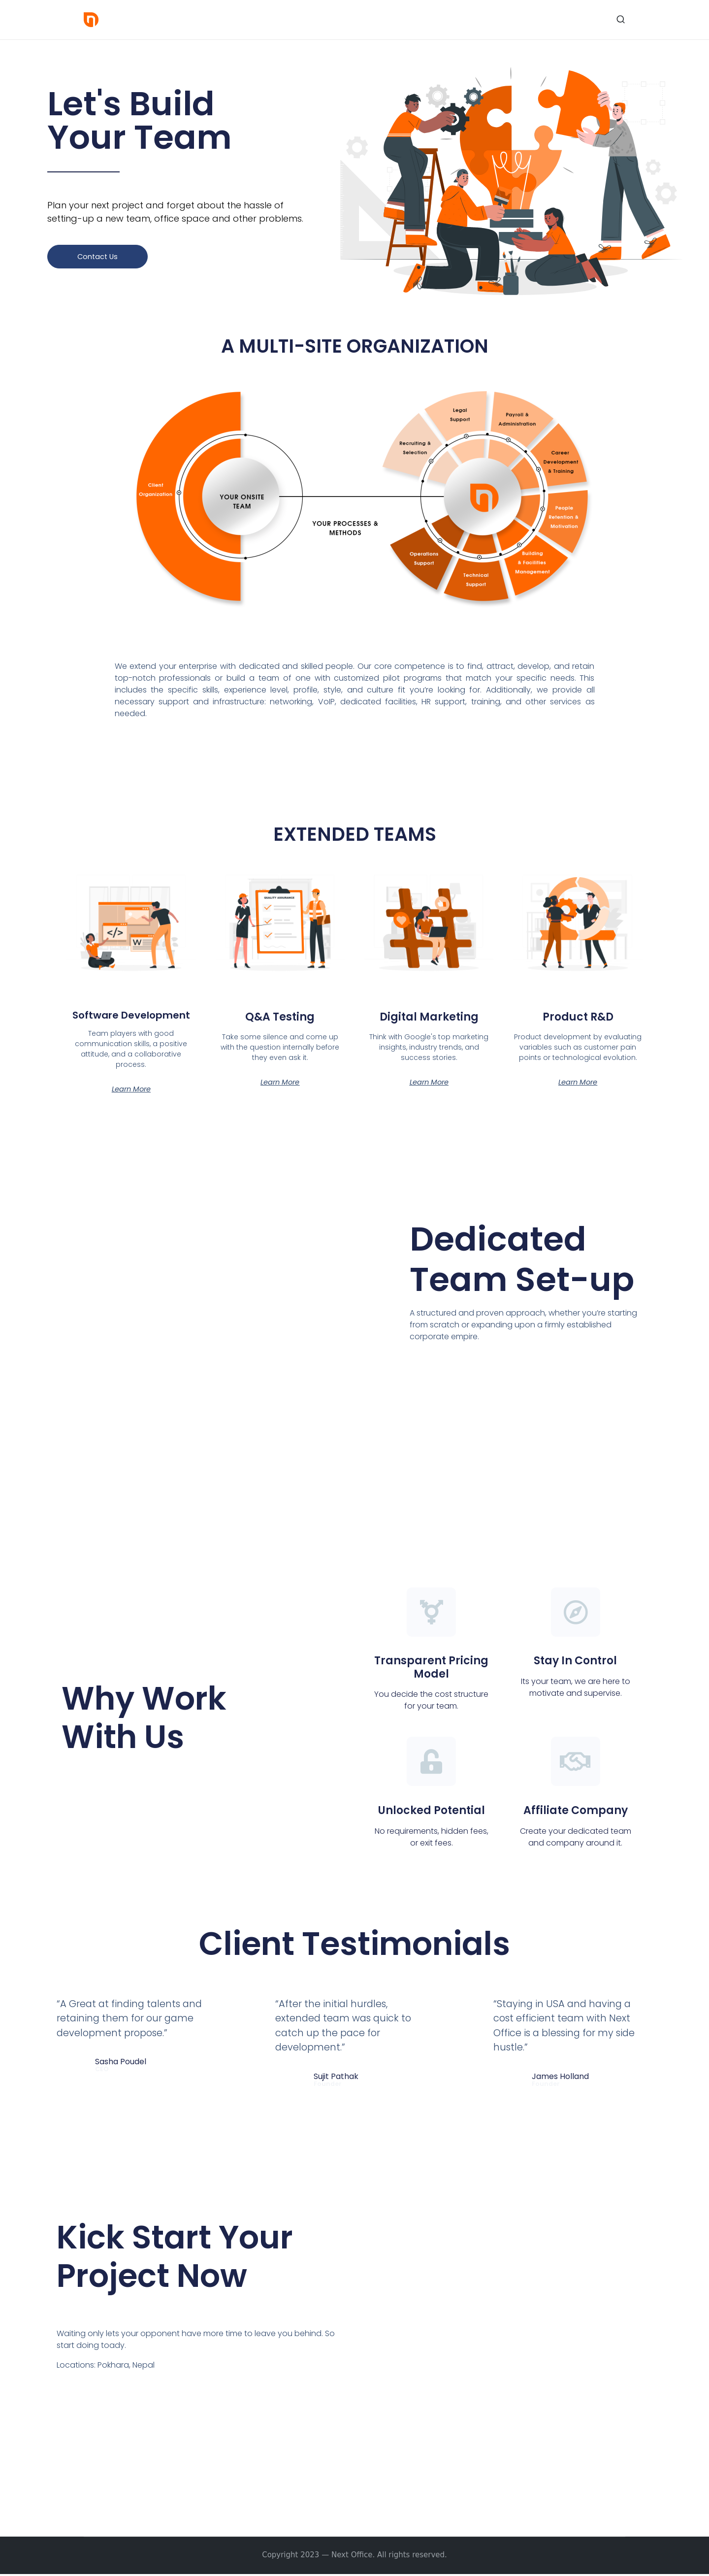 Let's Build
Your Team
Plan your next project and forget about the hassle of
setting-up a new team, office space and other problems.
Contact Us
A MULTI-SITE ORGANIZATION
Client
Organization
YOUR ONSITE
TEAM
YOUR PROCESSES &
METHODS
Legal
Support
Payroll &
Administration
Recruiting &
Selection
Career
Development
& Training
People
Retention &
Motivation
Building
& Facilities
Management
Technical
Support
Operations
Support
We extend your enterprise with dedicated and skilled people. Our core competence is to find, attract, develop, and retain
top-notch professionals or build a team of one with customized pilot programs that match your specific needs. This
includes the specific skills, experience level, profile, style, and culture fit you’re looking for. Additionally, we provide all
necessary support and infrastructure: networking, VoIP, dedicated facilities, HR support, training, and other services as
needed.
EXTENDED TEAMS
</>
W
QUALITY ASSURANCE
Software Development
Team players with good
communication skills, a positive
attitude, and a collaborative
process.
Learn More
Q&A Testing
Take some silence and come up
with the question internally before
they even ask it.
Learn More
Digital Marketing
Think with Google's top marketing
insights, industry trends, and
success stories.
Learn More
Product R&D
Product development by evaluating
variables such as customer pain
points or technological evolution.
Learn More
Dedicated
Team Set-up
A structured and proven approach, whether you’re starting
from scratch or expanding upon a firmly established
corporate empire.
Why Work
With Us
Transparent Pricing
Model
You decide the cost structure
for your team.
Stay In Control
Its your team, we are here to
motivate and supervise.
Unlocked Potential
No requirements, hidden fees,
or exit fees.
Affiliate Company
Create your dedicated team
and company around it.
Client Testimonials
“A Great at finding talents and
retaining them for our game
development propose.”
Sasha Poudel
“After the initial hurdles,
extended team was quick to
catch up the pace for
development.”
Sujit Pathak
“Staying in USA and having a
cost efficient team with Next
Office is a blessing for my side
hustle.”
James Holland
Kick Start Your
Project Now
Waiting only lets your opponent have more time to leave you behind. So
start doing toady.
Locations: Pokhara, Nepal
Copyright 2023 — Next Office. All rights reserved.